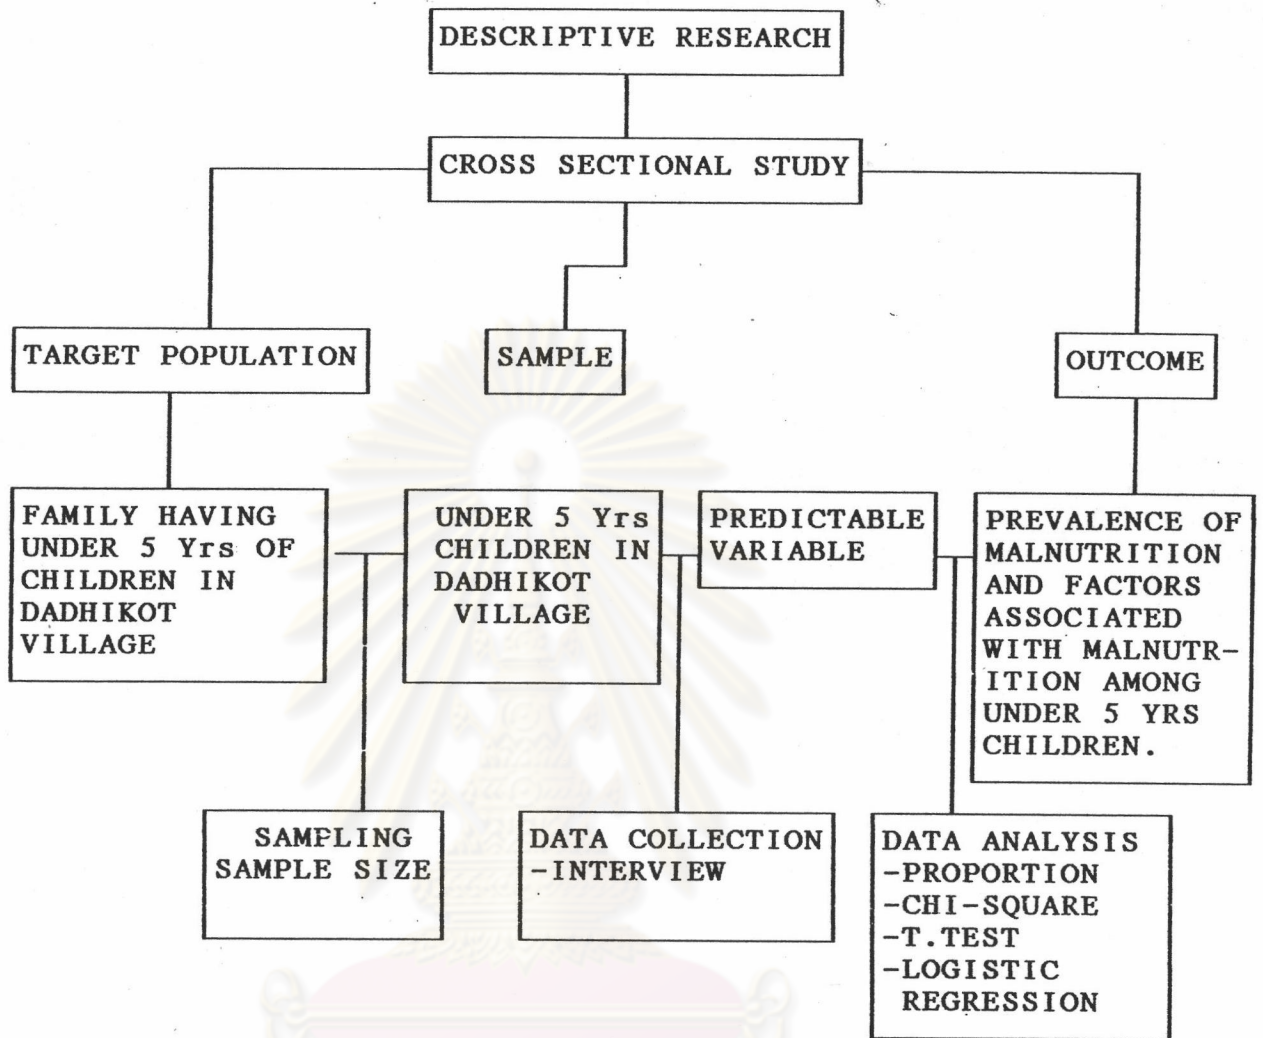 DESCRIPTIVE RESEARCH
CROSS SECTIONAL STUDY
TARGET POPULATION
SAMPLE
OUTCOME
FAMILY HAVING
UNDER 5 Yrs OF
CHILDREN IN
DADHIKOT
VILLAGE
UNDER 5 Yrs
CHILDREN IN
DADHIKOT
VILLAGE
PREDICTABLE
VARIABLE
PREVALENCE OF
MALNUTRITION
AND FACTORS
ASSOCIATED
WITH MALNUTR-
ITION AMONG
UNDER 5 YRS
CHILDREN.
SAMPLING
SAMPLE SIZE
DATA COLLECTION
-INTERVIEW
DATA ANALYSIS
-PROPORTION
-CHI-SQUARE
-T.TEST
-LOGISTIC
REGRESSION